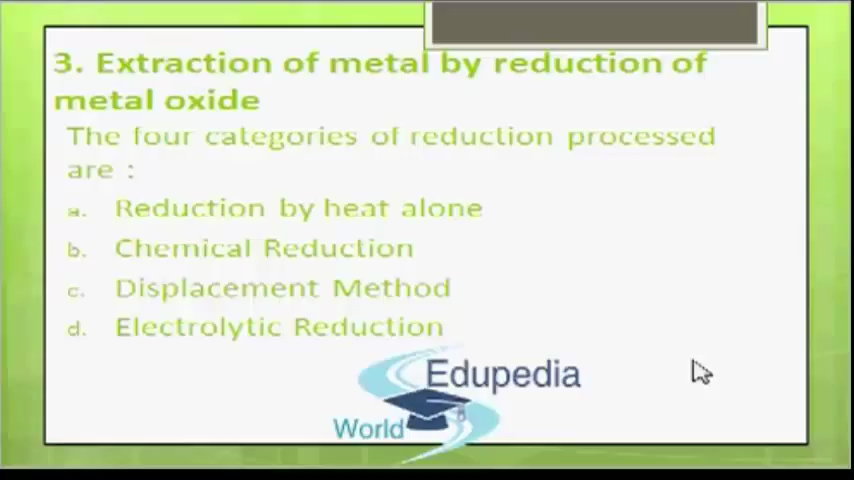 3. Extraction of metal by reduction of
metal oxide
The four categories of reduction processed
are :
a. Reduction by heat alone
b. Chemical Reduction
c. Displacement Method
d. Electrolytic Reduction
Edupedia
World